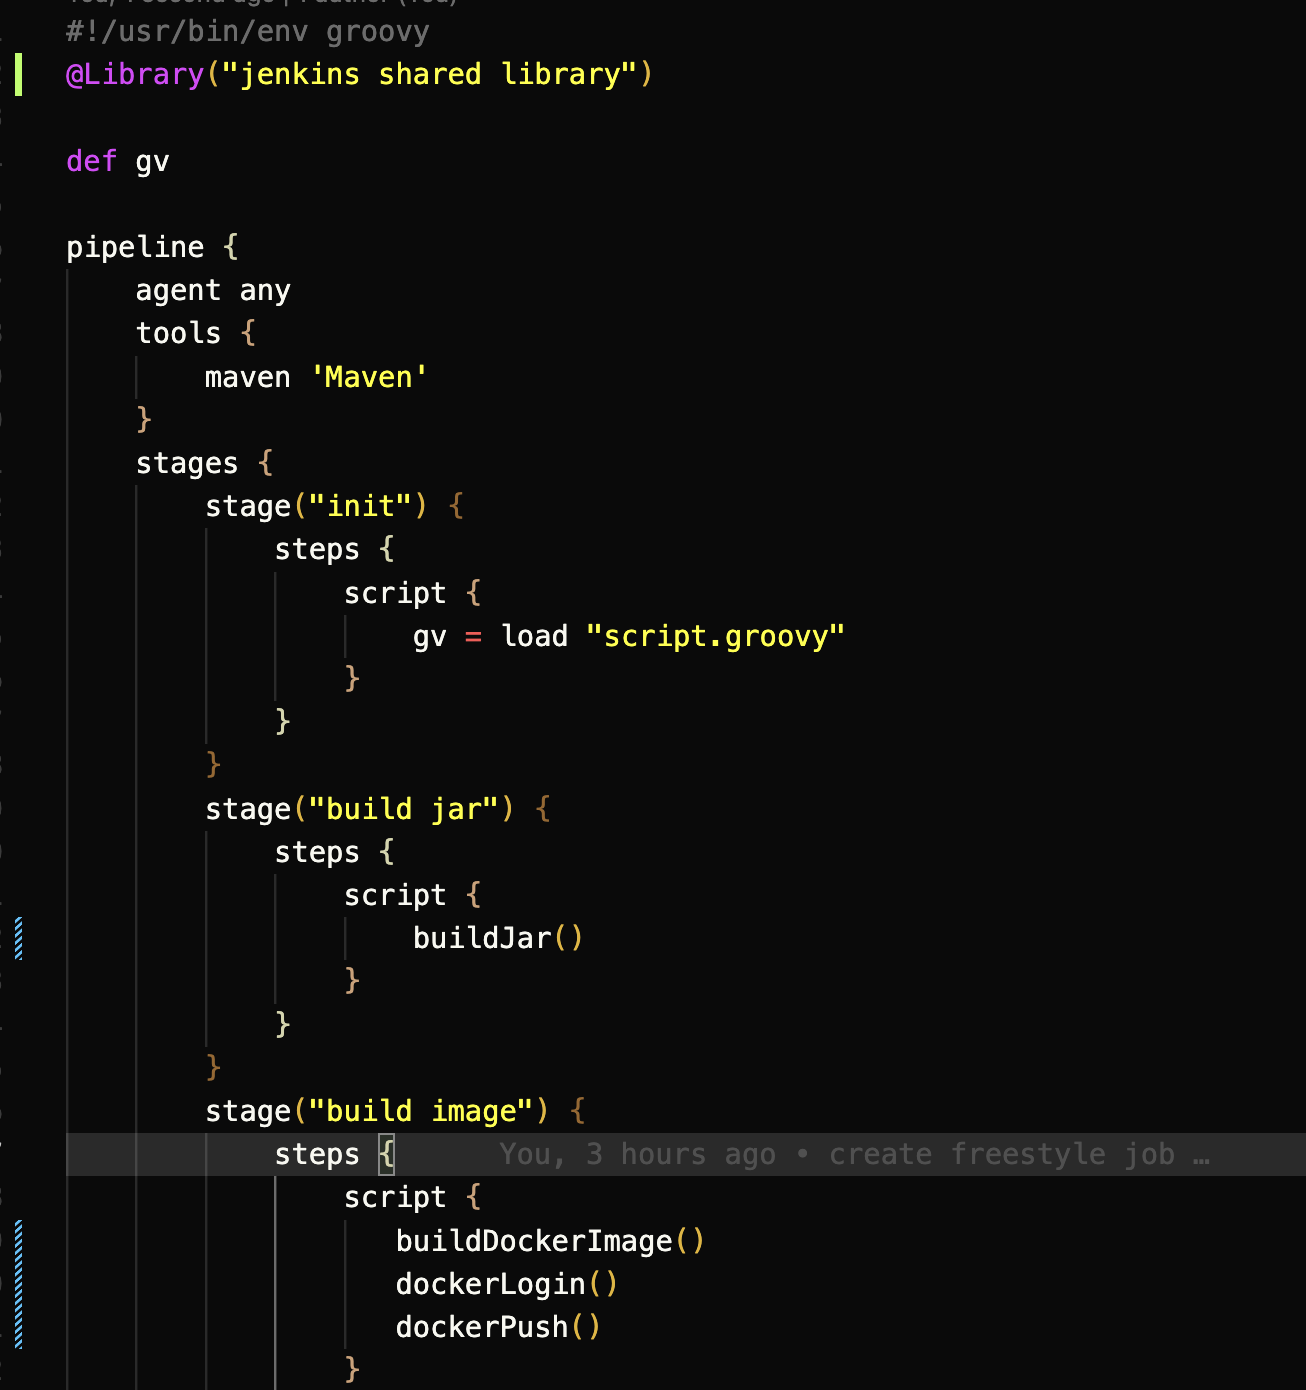 #!/usr/bin/env groovy
@Library("jenkins shared library")
def gv
pipeline {
    agent any
    tools {
        maven 'Maven'
    }
    stages {
        stage("init") {
            steps {
                script {
                    gv = load "script.groovy"
                }
            }
        }
        stage("build jar") {
            steps {
                script {
                    buildJar()
                }
            }
        }
        stage("build image") {
            steps {      You, 3 hours ago • create freestyle job …
                script {
                   buildDockerImage()
                   dockerLogin()
                   dockerPush()
                }